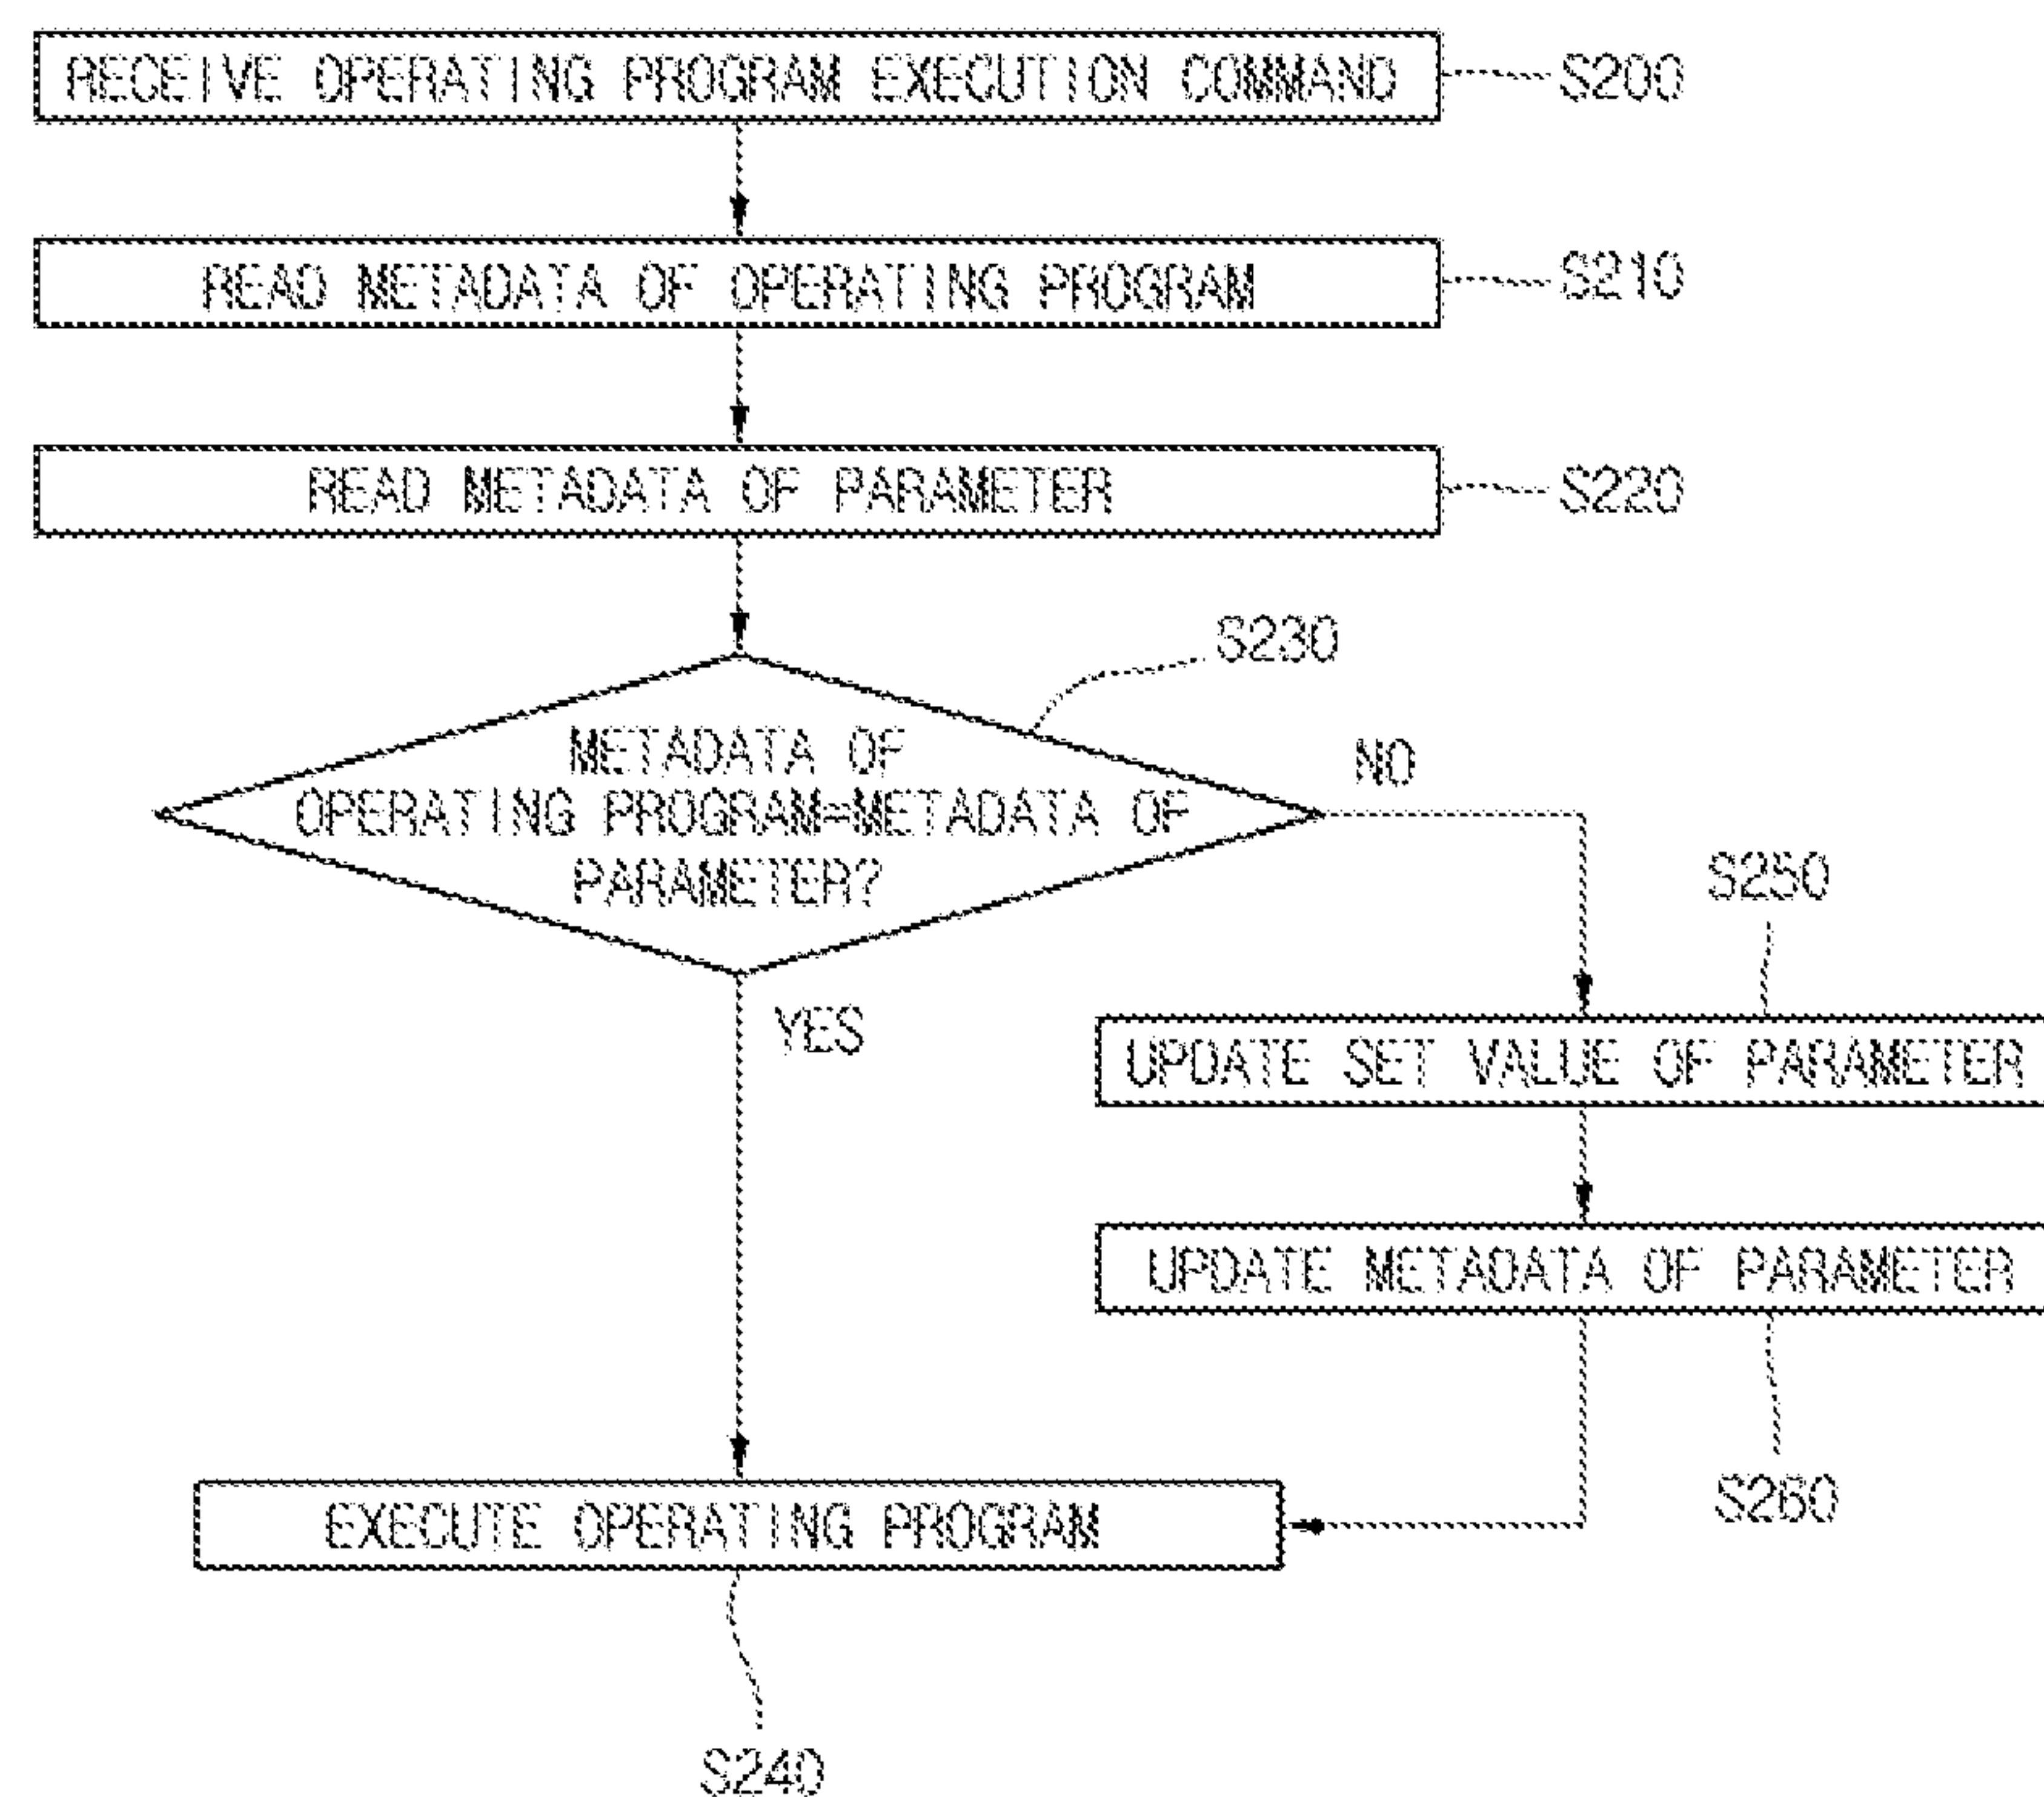 RECEIVE OPERATING PROGRAM EXECUTION COMMAND
S200
READ METADATA OF OPERATING PROGRAM
S210
READ METADATA OF PARAMETER
S220
S230
METADATA OF
OPERATING PROGRAM=METADATA OF
PARAMETER?
NO
YES
S250
UPDATE SET VALUE OF PARAMETER
UPDATE METADATA OF PARAMETER
S260
EXECUTE OPERATING PROGRAM
S240